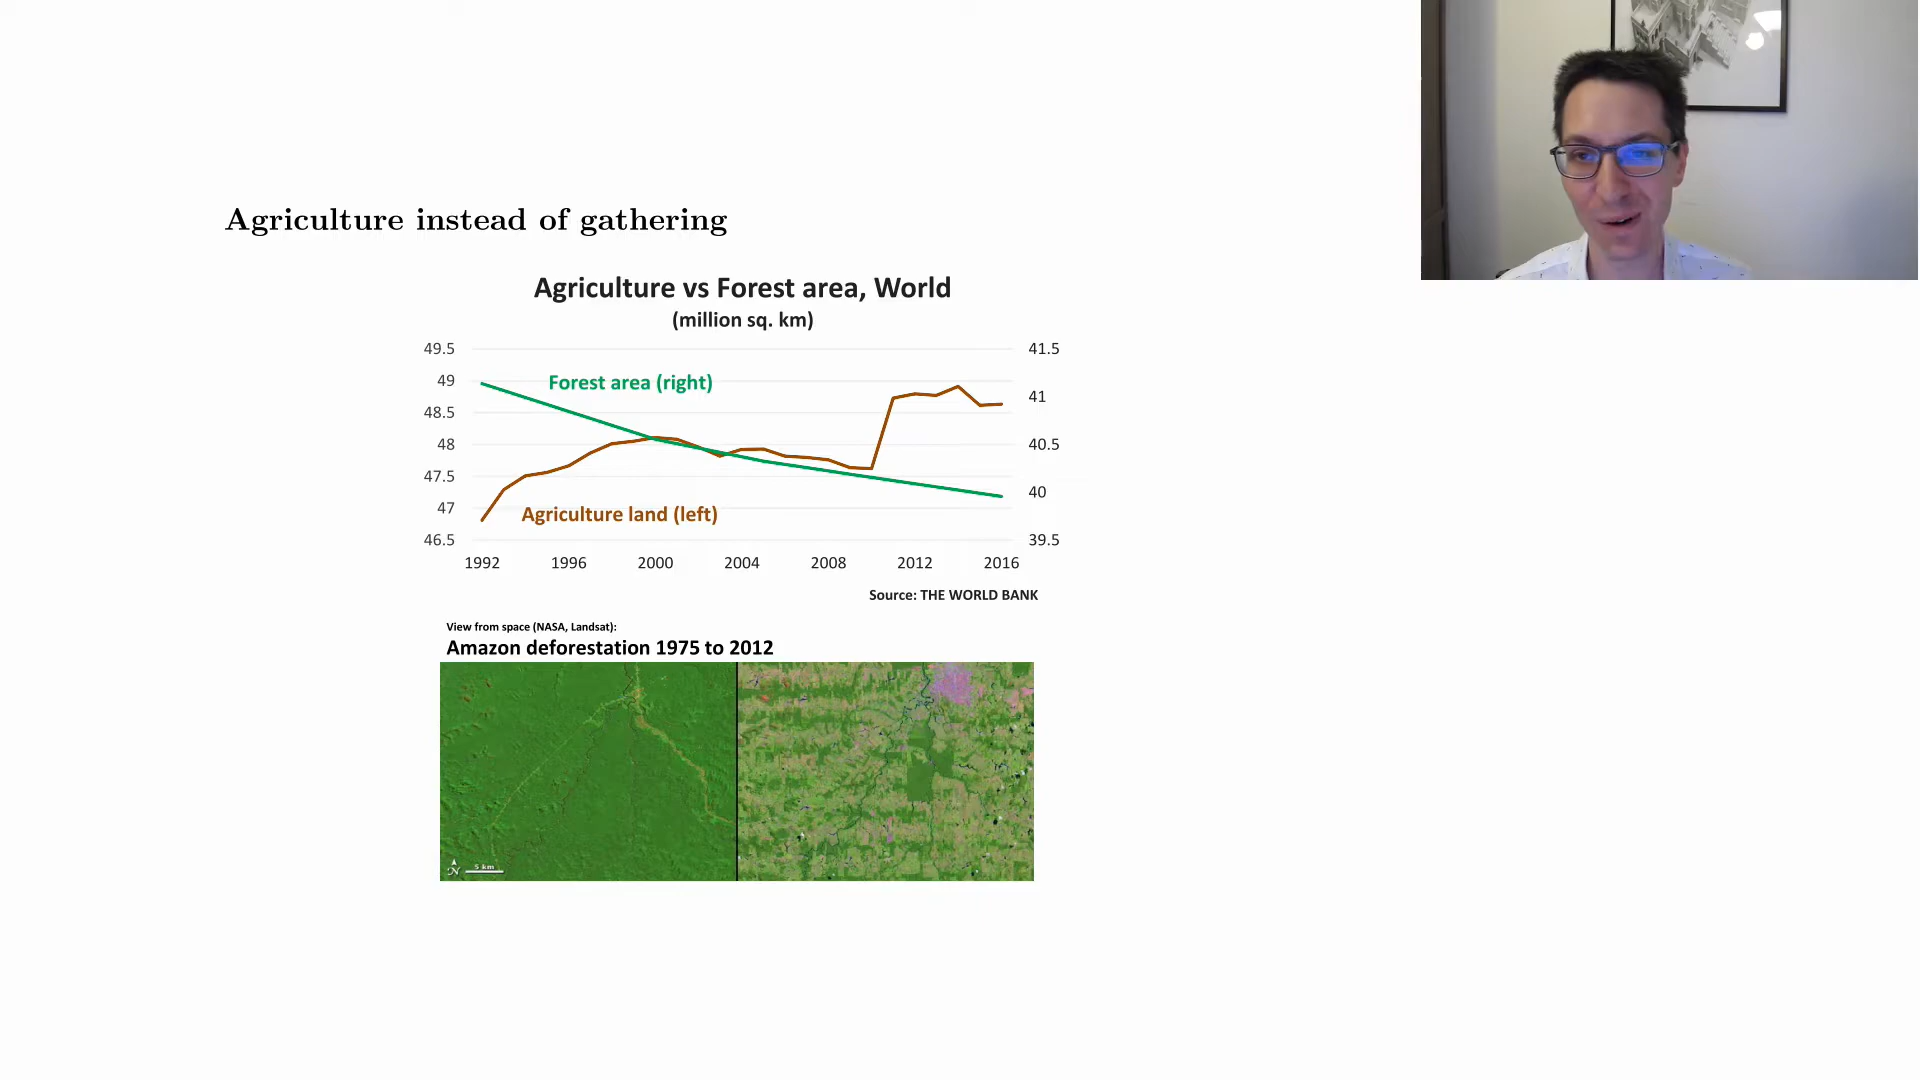 Agriculture instead of gathering
Agriculture vs Forest area, World
(million sq. km)
49.5
49
48.5
48
47.5
47
46.5
41.5
41
40.5
40
39.5
Forest area (right)
Agriculture land (left)
1992 1996 2000 2004 2008 2012 2016
Source: THE WORLD BANK
View from space (NASA, Landsat):
Amazon deforestation 1975 to 2012
N 5 km